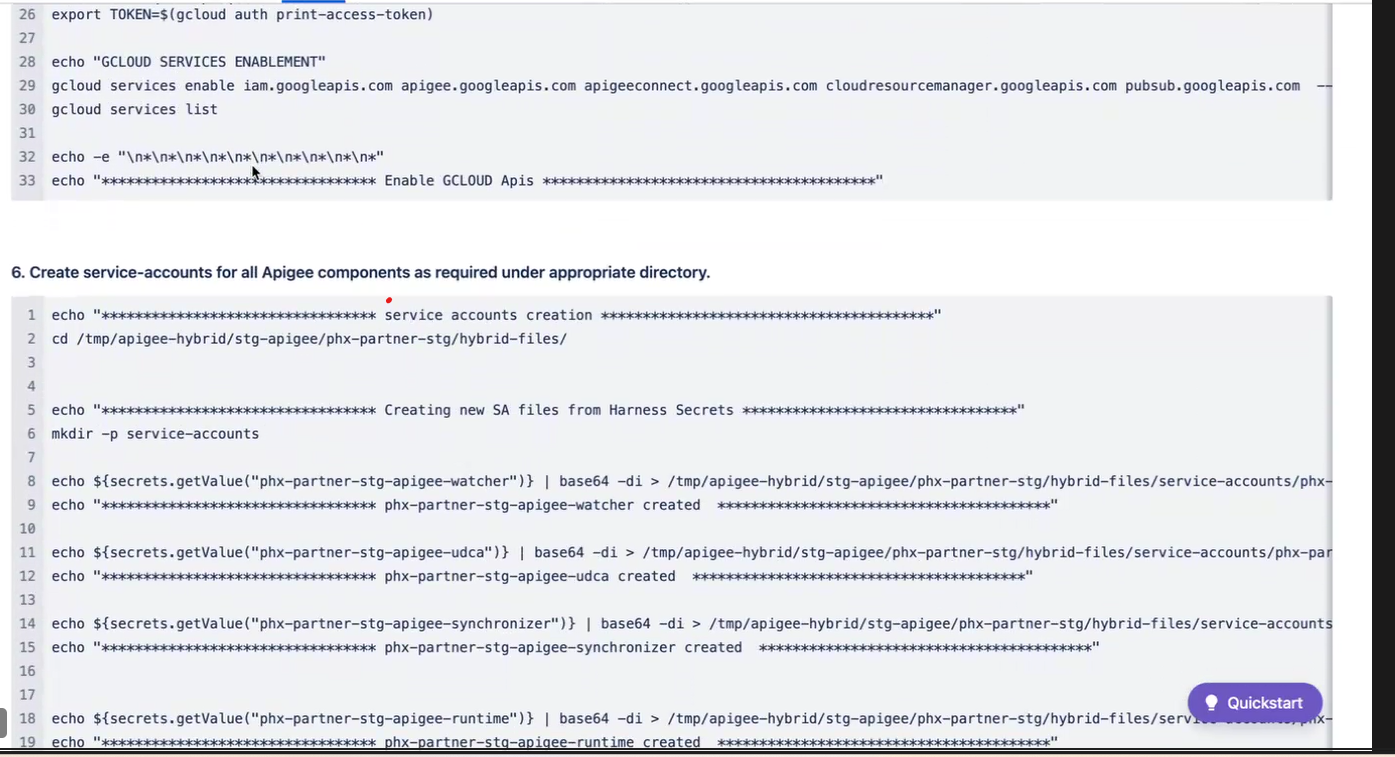 26 export TOKEN=$(gcloud auth print-access-token)
27
28 echo "GCLOUD SERVICES ENABLEMENT"
29 gcloud services enable iam.googleapis.com apigee.googleapis.com apigeeconnect.googleapis.com cloudresourcemanager.googleapis.com pubsub.googleapis.com --
30 gcloud services list
31
32 echo -e "\n*\n*\n*\n*\n*\n*\n*\n*\n*\n*"
33 echo "********************************* Enable GCLOUD Apis ****************************************"
6. Create service-accounts for all Apigee components as required under appropriate directory.
1 echo "********************************* service accounts creation ****************************************"
2 cd /tmp/apigee-hybrid/stg-apigee/phx-partner-stg/hybrid-files/
3
4
5 echo "********************************* Creating new SA files from Harness Secrets *********************************"
6 mkdir -p service-accounts
7
8 echo ${secrets.getValue("phx-partner-stg-apigee-watcher")} | base64 -di > /tmp/apigee-hybrid/stg-apigee/phx-partner-stg/hybrid-files/service-accounts/phx-
9 echo "********************************* phx-partner-stg-apigee-watcher created  ****************************************"
10
11 echo ${secrets.getValue("phx-partner-stg-apigee-udca")} | base64 -di > /tmp/apigee-hybrid/stg-apigee/phx-partner-stg/hybrid-files/service-accounts/phx-par
12 echo "********************************* phx-partner-stg-apigee-udca created  ****************************************"
13
14 echo ${secrets.getValue("phx-partner-stg-apigee-synchronizer")} | base64 -di > /tmp/apigee-hybrid/stg-apigee/phx-partner-stg/hybrid-files/service-accounts
15 echo "********************************* phx-partner-stg-apigee-synchronizer created  ****************************************"
16
17
Quickstart
18 echo ${secrets.getValue("phx-partner-stg-apigee-runtime")} | base64 -di > /tmp/apigee-hybrid/stg-apigee/phx-partner-stg/hybrid-files/service-accounts/phx-
19 echo "********************************* phx-partner-stg-apigee-runtime created  ****************************************"